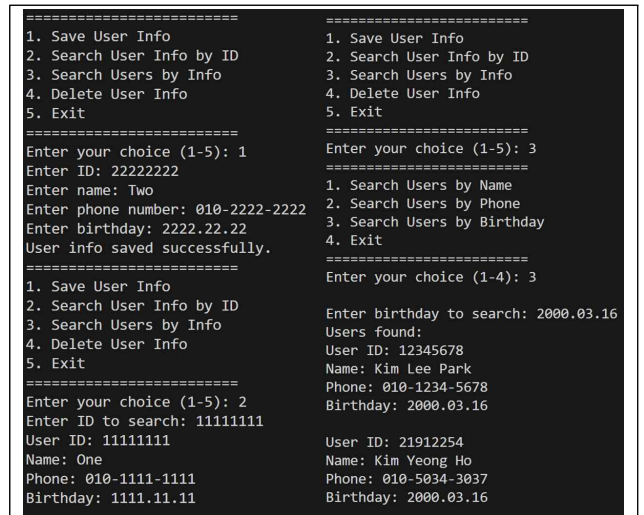 =========================
1. Save User Info
2. Search User Info by ID
3. Search Users by Info
4. Delete User Info
5. Exit
=========================
Enter your choice (1-5): 1
Enter ID: 22222222
Enter name: Two
Enter phone number: 010-2222-2222
Enter birthday: 2222.22.22
User info saved successfully.
=========================
1. Save User Info
2. Search User Info by ID
3. Search Users by Info
4. Delete User Info
5. Exit
=========================
Enter your choice (1-5): 2
Enter ID to search: 11111111
User ID: 11111111
Name: One
Phone: 010-1111-1111
Birthday: 1111.11.11
=========================
1. Save User Info
2. Search User Info by ID
3. Search Users by Info
4. Delete User Info
5. Exit
=========================
Enter your choice (1-5): 3
=========================
1. Search Users by Name
2. Search Users by Phone
3. Search Users by Birthday
4. Exit
=========================
Enter your choice (1-4): 3
Enter birthday to search: 2000.03.16
Users found:
User ID: 12345678
Name: Kim Lee Park
Phone: 010-1234-5678
Birthday: 2000.03.16
User ID: 21912254
Name: Kim Yeong Ho
Phone: 010-5034-3037
Birthday: 2000.03.16